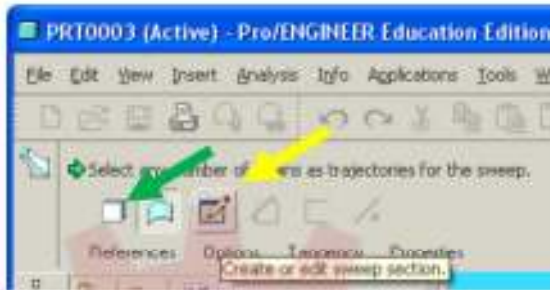 PRT0003 (Active) - Pro/ENGINEER Education Edition
File Edit View Insert Analysis Info Applications Tools
Select any number of as trajectories for the sweep.
References Options Tangency Properties
Create or edit sweep section.